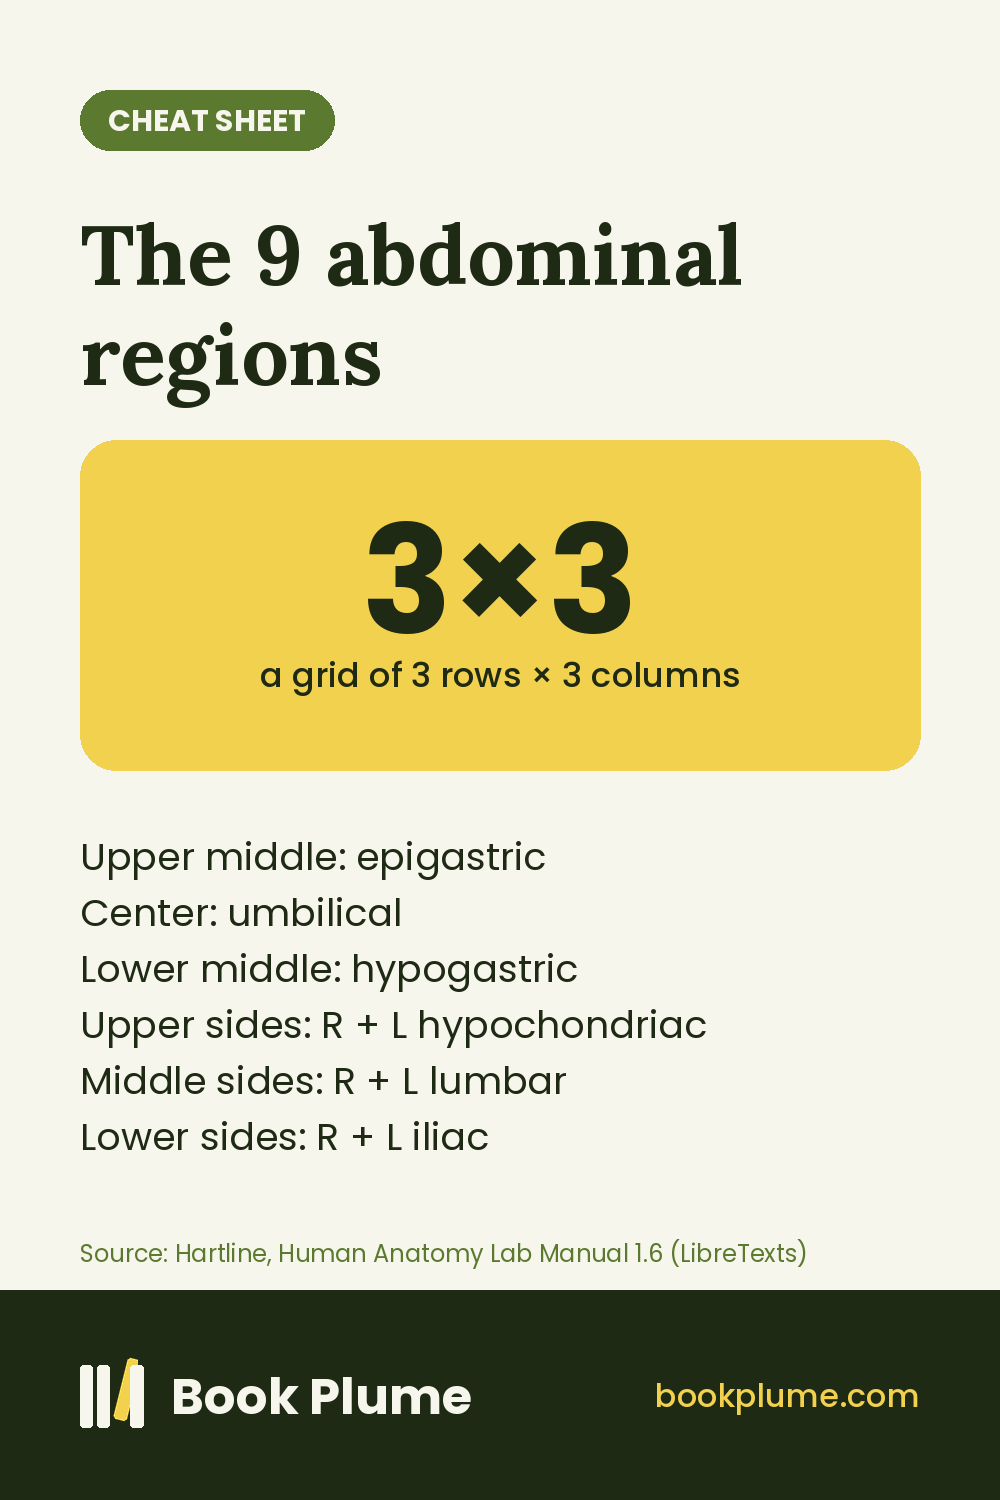 CHEAT SHEET
The 9 abdominal
regions
3×3
a grid of 3 rows × 3 columns
Upper middle: epigastric
Center: umbilical
Lower middle: hypogastric
Upper sides: R + L hypochondriac
Middle sides: R + L lumbar
Lower sides: R + L iliac
Source: Hartline, Human Anatomy Lab Manual 1.6 (LibreTexts)
Book Plume
bookplume.com